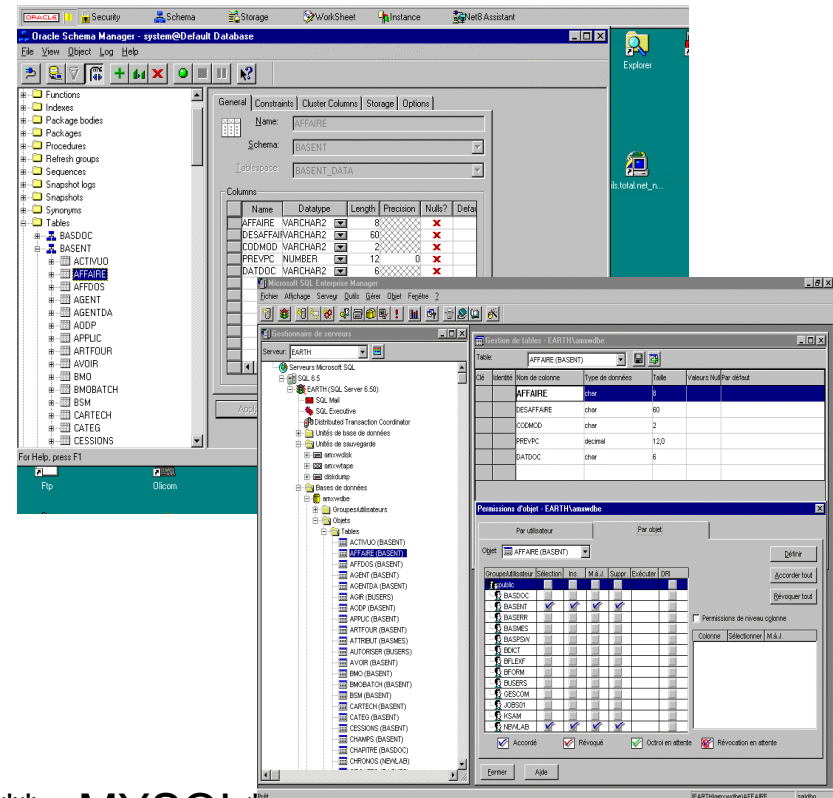 ORACLE Security Schema Storage WorkSheet Instance Net8 Assistant
Oracle Schema Manager - system@Default Database
File View Object Log Help
Explorer
Functions
Indexes
Package bodies
Packages
Procedures
Refresh groups
Sequences
Snapshot logs
Snapshots
Synonyms
Tables
BASDOC
BASENT
ACTIVUO
AFFAIRE
AFFDOS
AGENT
AGENTDA
AODP
APPLIC
ARTFOUR
AVOIR
BMO
BMOBATCH
BSM
CARTECH
CATEG
CESSIONS
General Constraints Cluster Columns Storage Options
Name: AFFAIRE
Schema: BASENT
Tablespace: BASENT_DATA
Columns
Name Datatype Length Precision Nulls? Defau
AFFAIRE VARCHAR2 8
DESAFFAIF VARCHAR2 60
CODMOD VARCHAR2 2
PREVPC NUMBER 12 0
DATDOC VARCHAR2 6
Apply
ils.total.net_n...
For Help, press F1
Ftp Olicom
Microsoft SQL Enterprise Manager
Fichier Affichage Serveur Outils Gérer Objet Fenêtre ?
Gestionnaire de serveurs
Serveur: EARTH
Serveurs Microsoft SQL
SQL 6.5
EARTH (SQL Server 6.50)
SQL Mail
SQL Executive
Distributed Transaction Coordinator
Unités de base de données
Unités de sauvegarde
amxwdisk
amxwtape
diskdump
Bases de données
amxwdbe
Groupes/utilisateurs
Objets
Tables
ACTIVUO (BASENT)
AFFAIRE (BASENT)
AFFDOS (BASENT)
AGENT (BASENT)
AGENTDA (BASENT)
AGIR (BUSERS)
AODP (BASENT)
APPLIC (BASENT)
ARTFOUR (BASENT)
ATTRIBUT (BASMES)
AUTORISER (BUSERS)
AVOIR (BASENT)
BMO (BASENT)
BMOBATCH (BASENT)
BSM (BASENT)
CARTECH (BASENT)
CATEG (BASENT)
CESSIONS (BASENT)
CHAMPS (BASENT)
CHAPITRE (BASDOC)
CHRONOS (NEWLAB)
Gestion de tables - EARTH\amxwdbe
Table: AFFAIRE (BASENT)
Clé Identité Nom de colonne Type de données Taille Valeurs Null Par défaut
AFFAIRE char 8
DESAFFAIRE char 60
CODMOD char 2
PREVPC decimal 12,0
DATDOC char 6
Permissions d'objet - EARTH\amxwdbe
Par utilisateur Par objet
Objet: AFFAIRE (BASENT)
Définir
Accorder tout
Révoquer tout
Groupe/utilisateur Sélection Ins. M.à.J. Suppr. Exécuter DRI
public
BASDOC
BASENT
BASERR
BASMES
BASPSW
BDICT
BFLEXF
BFORM
BUSERS
GESCOM
JOBS01
KSAM
NEWLAB
Permissions de niveau colonne
Colonne Sélectionner M.à.J.
Accordé Révoqué Octroi en attente Révocation en attente
Fermer Aide
Prêt